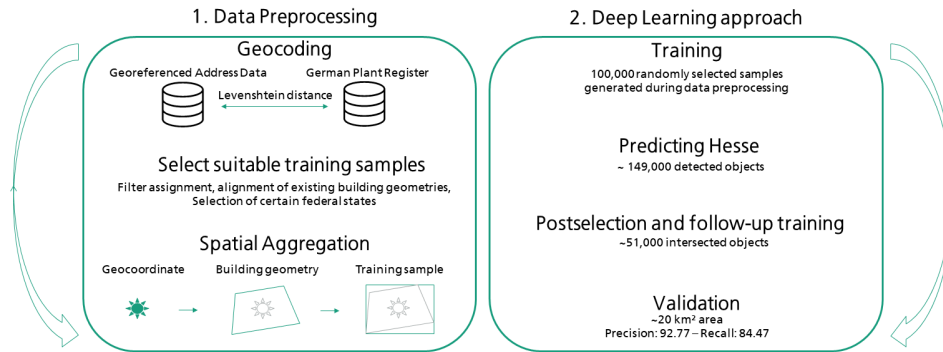 1. Data Preprocessing
Geocoding
Georeferenced Address Data
German Plant Register
Levenshtein distance
Select suitable training samples
Filter assignment, alignment of existing building geometries,
Selection of certain federal states
Spatial Aggregation
Geocoordinate
Building geometry
Training sample
2. Deep Learning approach
Training
100,000 randomly selected samples
generated during data preprocessing
Predicting Hesse
~ 149,000 detected objects
Postselection and follow-up training
~51,000 intersected objects
Validation
~20 km² area
Precision: 92.77 – Recall: 84.47